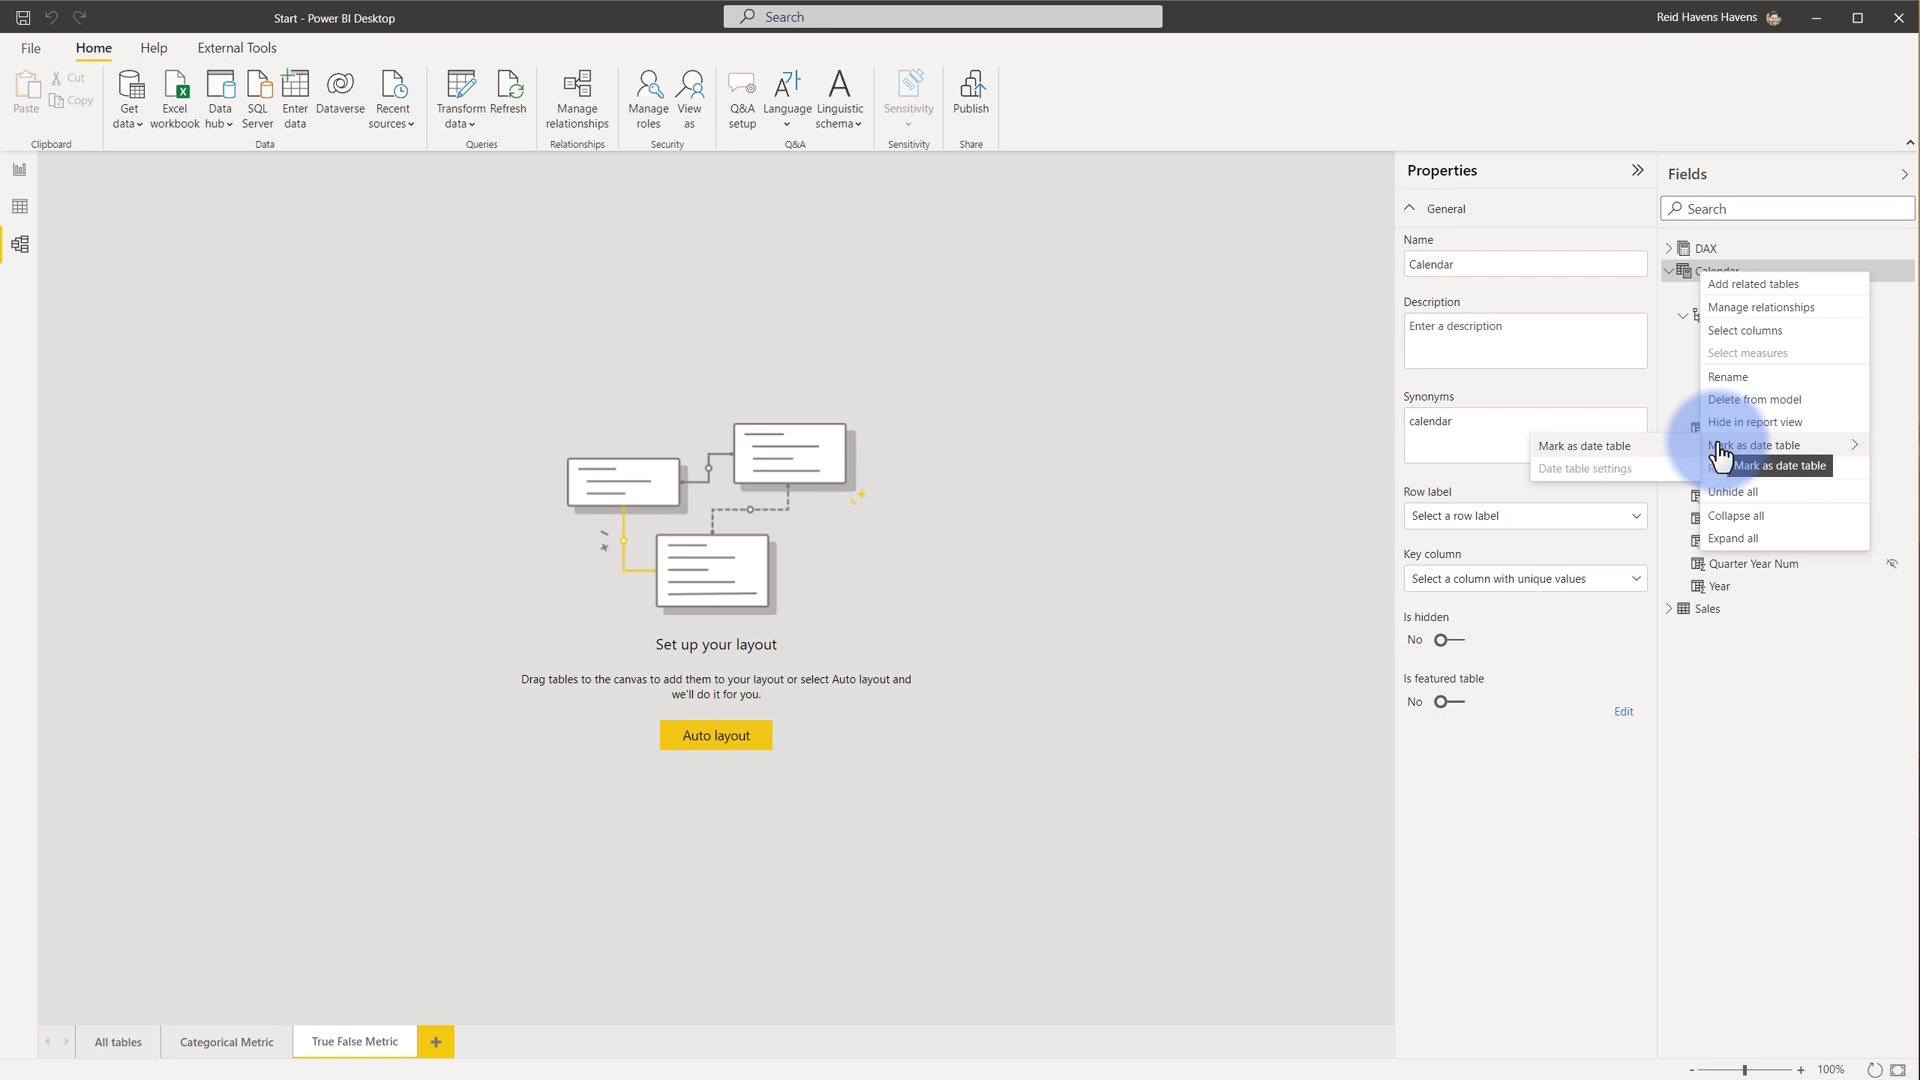 Start - Power BI Desktop
Search
Reid Havens Havens
File
Home
Help
External Tools
Paste
Cut
Copy
Get data
Excel workbook
Data hub
SQL Server
Enter data
Dataverse
Recent sources
Transform data
Refresh
Manage relationships
Manage roles
View as
Q&A setup
Language
Linguistic schema
Sensitivity
Publish
Clipboard
Data
Queries
Relationships
Security
Q&A
Sensitivity
Share
Set up your layout
Drag tables to the canvas to add them to your layout or select Auto layout and
we'll do it for you.
Auto layout
Properties
General
Name
Calendar
Description
Enter a description
Synonyms
calendar
Mark as date table
Date table settings
Row label
Select a row label
Key column
Select a column with unique values
Is hidden
No
Is featured table
No
Edit
Fields
Search
DAX
Calendar
Add related tables
Manage relationships
Select columns
Select measures
Rename
Delete from model
Hide in report view
Mark as date table
Mark as date table
Unhide all
Collapse all
Expand all
Quarter Year Num
Year
Sales
All tables
Categorical Metric
True False Metric
+
- + 100%